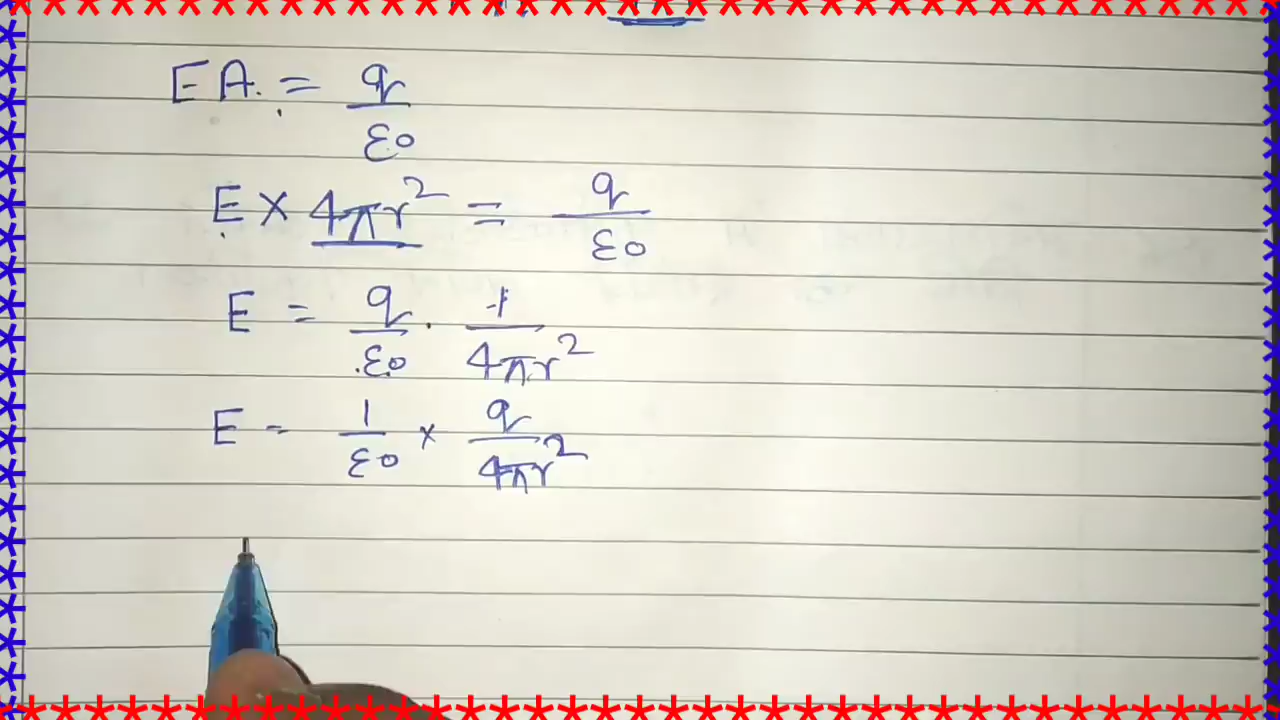 EA. = q/ε0
E × 4πr² = q/ε0
E = q/ε0 . 1/4πr²
E = 1/ε0 × q/4πr²